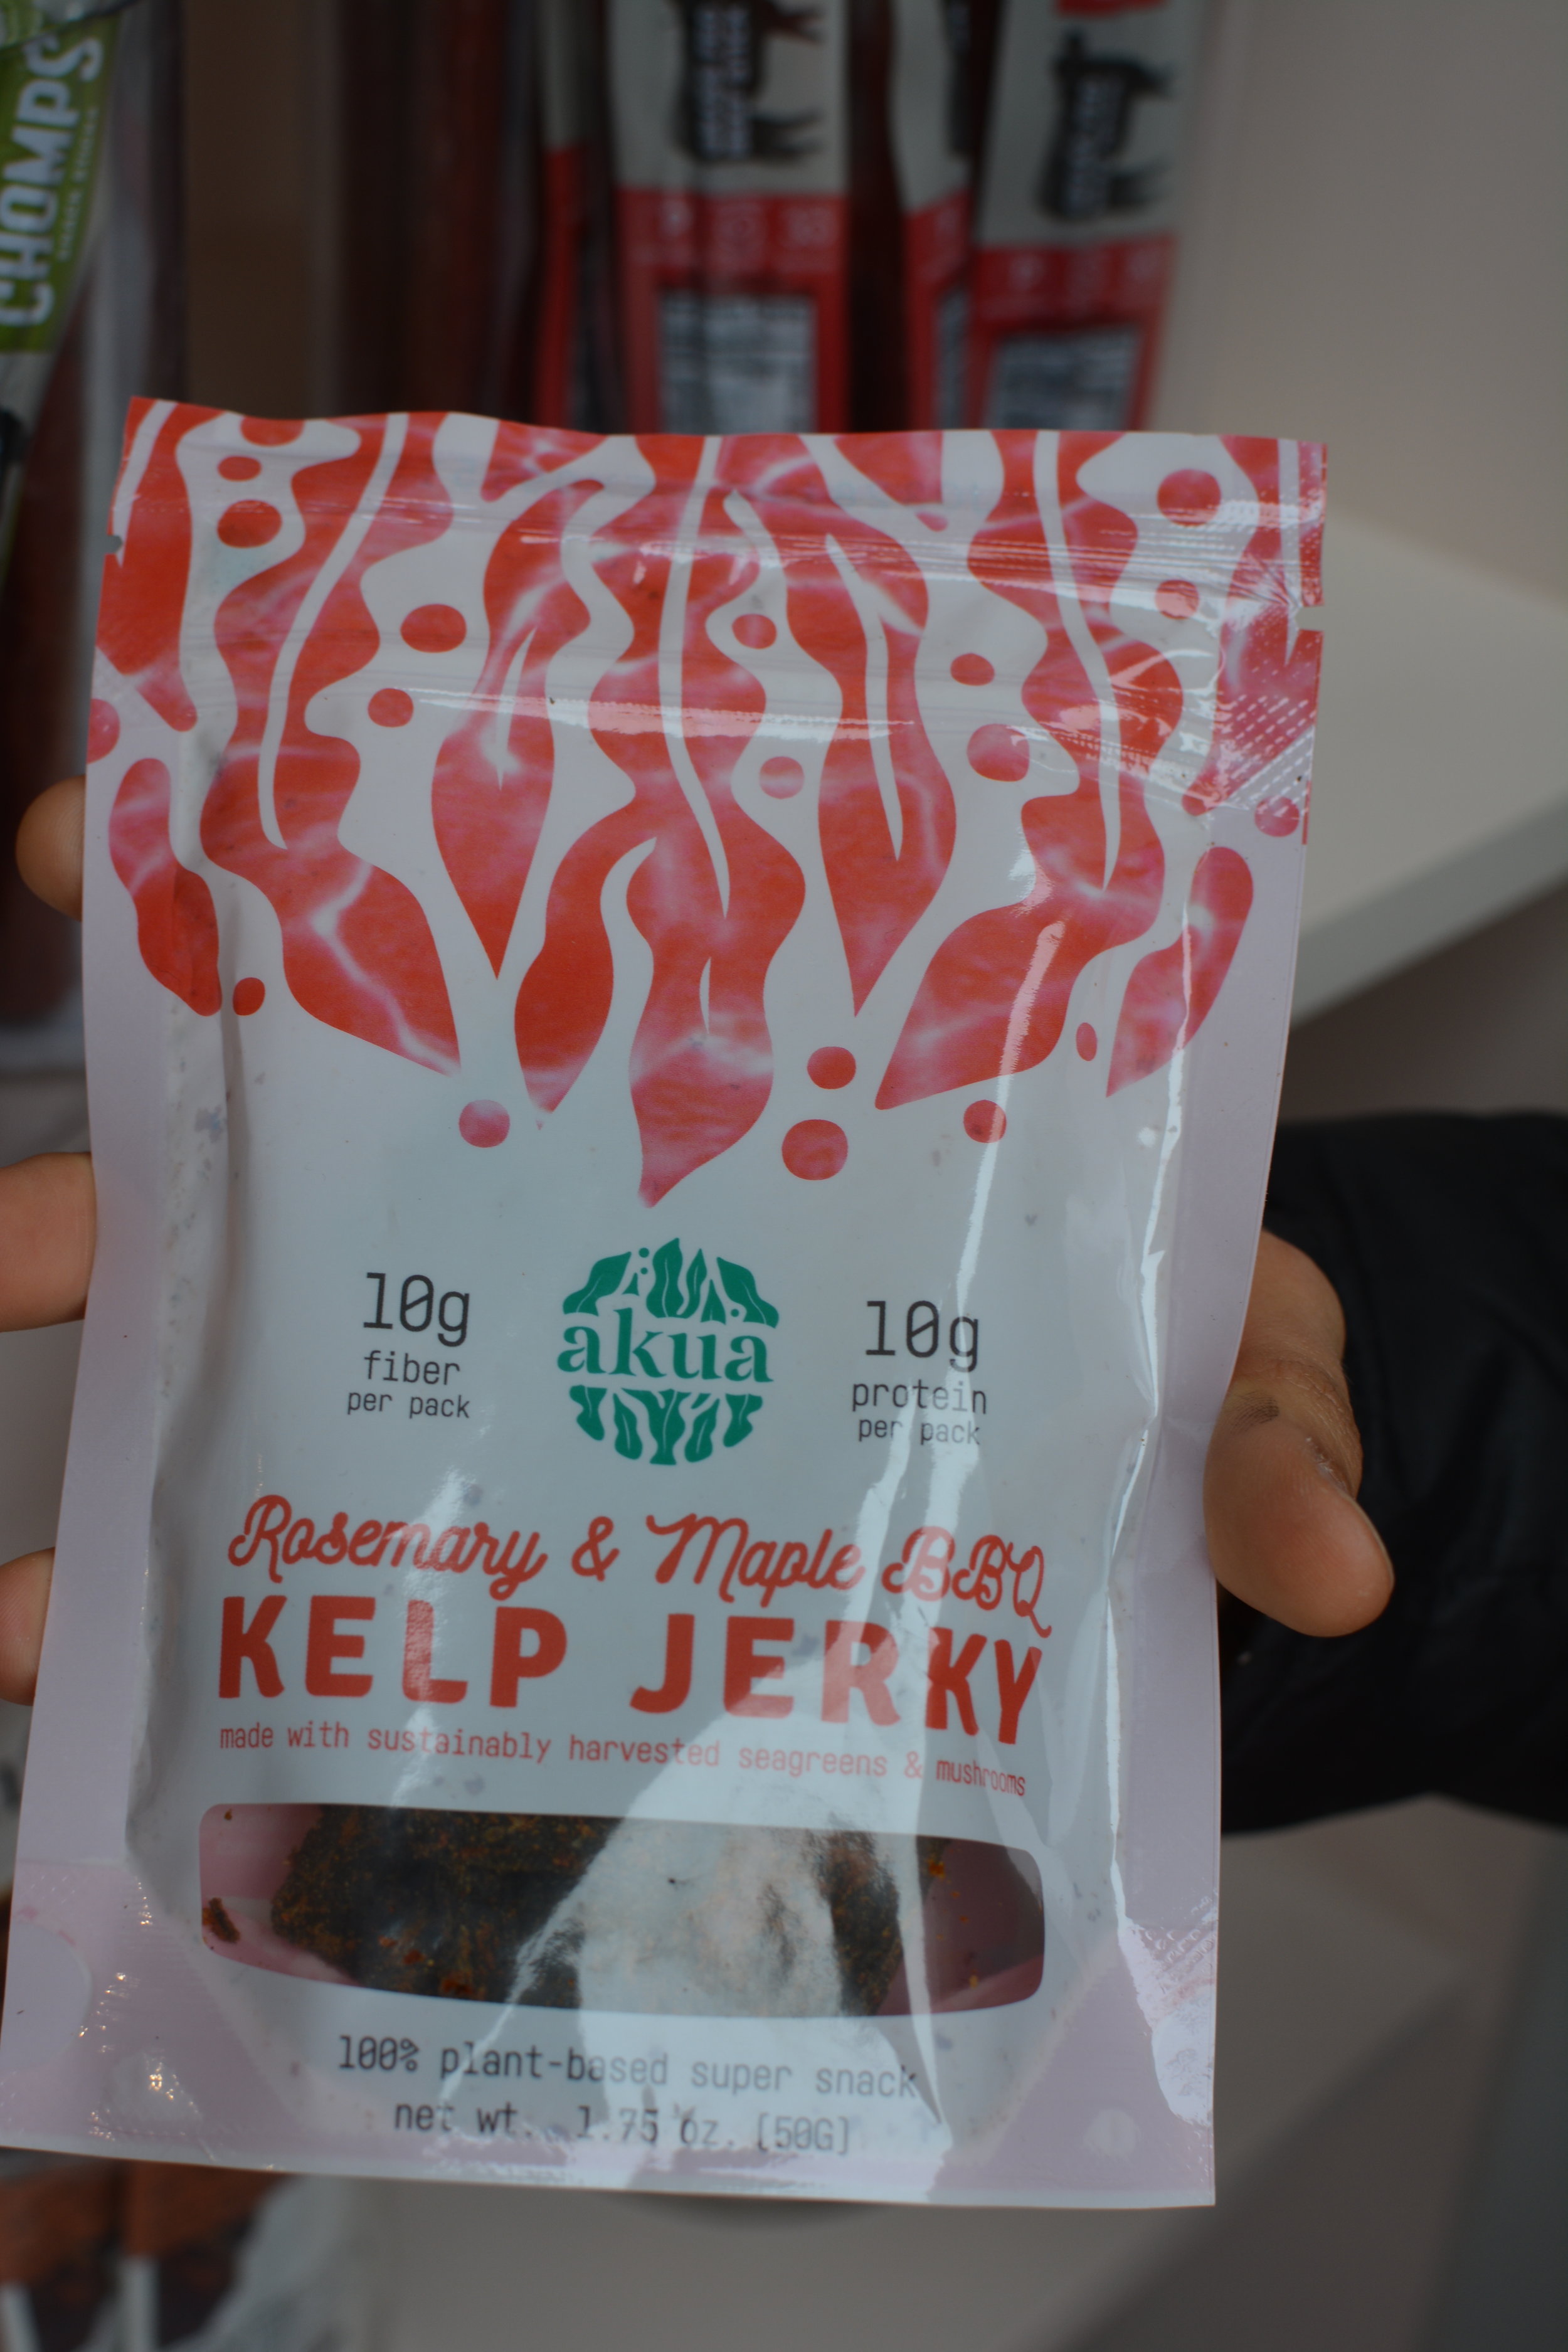 CHOMPS
10g
fiber
per pack
akua
10g
protein
per pack
Rosemary & Maple BBQ
KELP JERKY
made with sustainably harvested seagreens & mushrooms
100% plant-based super snack
net wt. 1.75 oz. [50G]